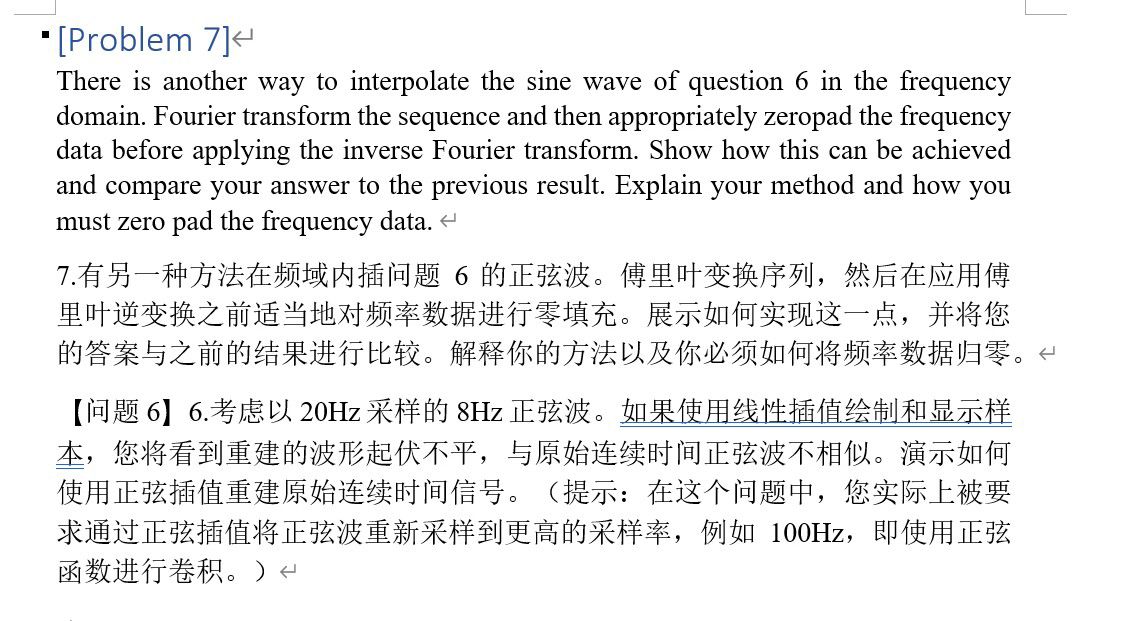 [Problem 7]↵
There is another way to interpolate the sine wave of question 6 in the frequency
domain. Fourier transform the sequence and then appropriately zeropad the frequency
data before applying the inverse Fourier transform. Show how this can be achieved
and compare your answer to the previous result. Explain your method and how you
must zero pad the frequency data. ↵
7.有另一种方法在频域内插问题 6 的正弦波。傅里叶变换序列，然后在应用傅
里叶逆变换之前适当地对频率数据进行零填充。展示如何实现这一点，并将您
的答案与之前的结果进行比较。解释你的方法以及你必须如何将频率数据归零。↵
【问题 6】6.考虑以 20Hz 采样的 8Hz 正弦波。如果使用线性插值绘制和显示样
本，您将看到重建的波形起伏不平，与原始连续时间正弦波不相似。演示如何
使用正弦插值重建原始连续时间信号。（提示：在这个问题中，您实际上被要
求通过正弦插值将正弦波重新采样到更高的采样率，例如 100Hz，即使用正弦
函数进行卷积。）↵